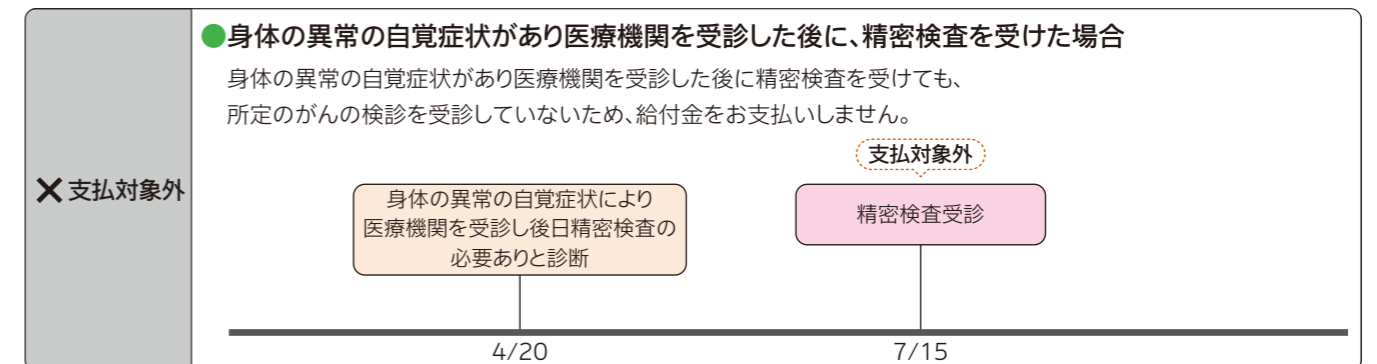 ●身体の異常の自覚症状があり医療機関を受診した後に、精密検査を受けた場合
身体の異常の自覚症状があり医療機関を受診した後に精密検査を受けても、
所定のがんの検診を受診していないため、給付金をお支払いしません。
✕支払対象外
支払対象外
身体の異常の自覚症状により
医療機関を受診し後日精密検査の
必要ありと診断
精密検査受診
4/20
7/15